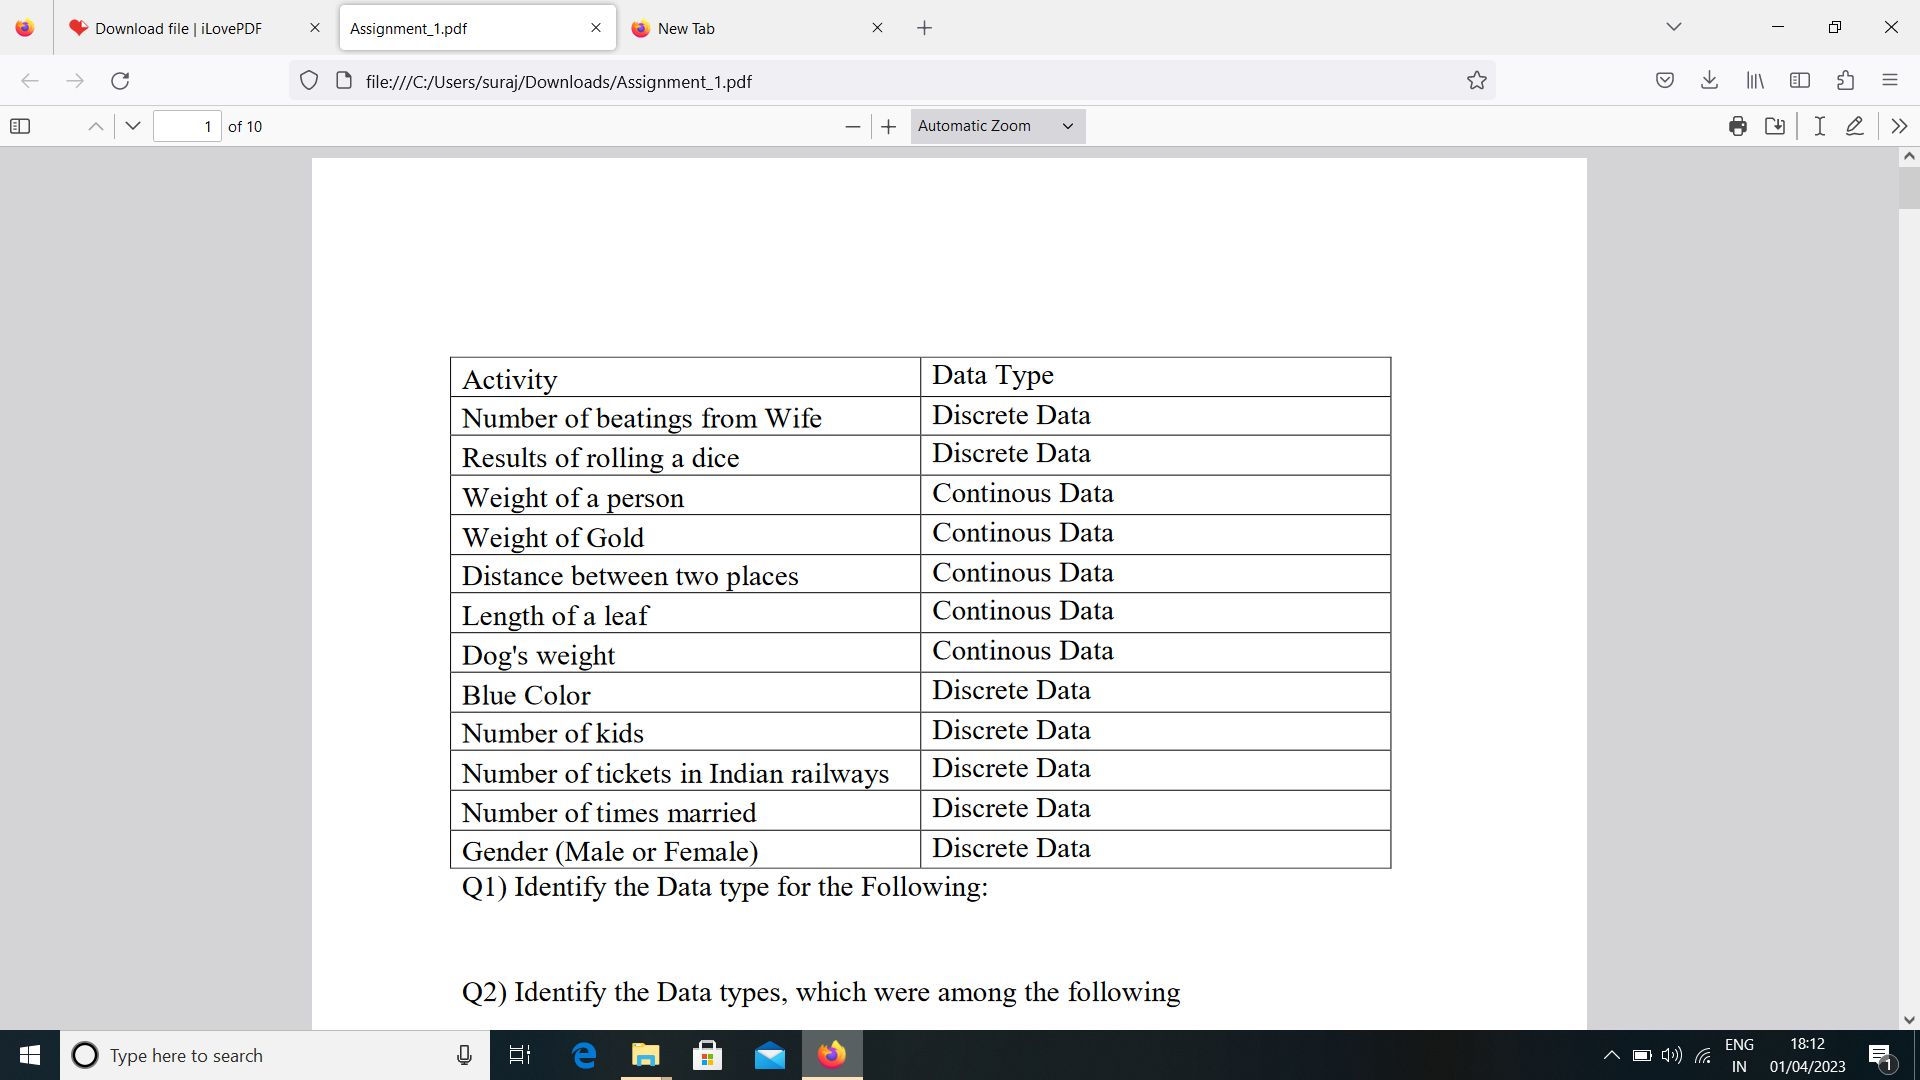 Download file | iLovePDF
Assignment_1.pdf
New Tab
file:///C:/Users/suraj/Downloads/Assignment_1.pdf
1 of 10
Automatic Zoom
Activity Data Type
Number of beatings from Wife Discrete Data
Results of rolling a dice Discrete Data
Weight of a person Continous Data
Weight of Gold Continous Data
Distance between two places Continous Data
Length of a leaf Continous Data
Dog's weight Continous Data
Blue Color Discrete Data
Number of kids Discrete Data
Number of tickets in Indian railways Discrete Data
Number of times married Discrete Data
Gender (Male or Female) Discrete Data
Q1) Identify the Data type for the Following:
Q2) Identify the Data types, which were among the following
Type here to search
ENG 18:12
IN 01/04/2023
1